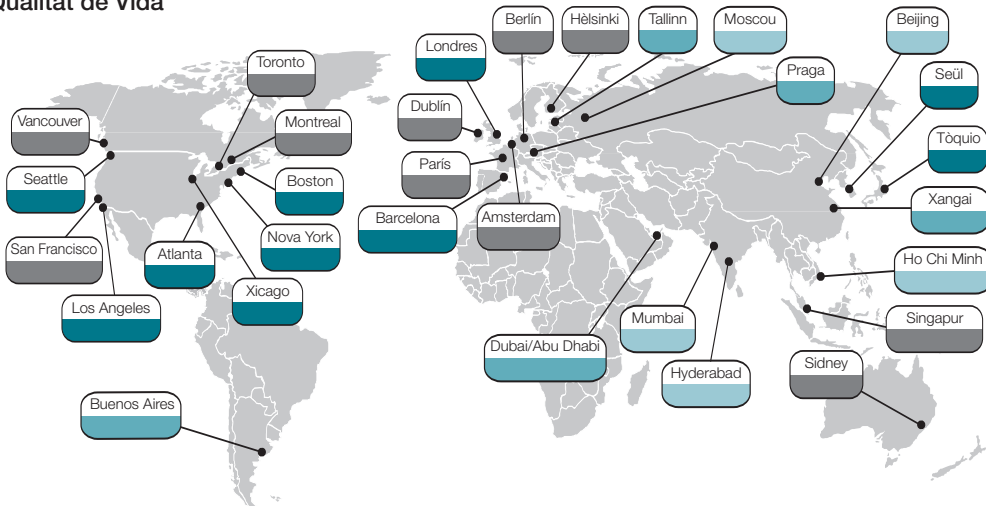 Qualitat de Vida
Berlín
Hèlsinki
Tallinn
Moscou
Beijing
Londres
Toronto
Praga
Seül
Dublín
Vancouver
Montreal
Tòquio
París
Seattle
Boston
Xangai
Barcelona
Amsterdam
San Francisco
Atlanta
Nova York
Ho Chi Minh
Xicago
Los Angeles
Mumbai
Singapur
Dubai/Abu Dhabi
Hyderabad
Sidney
Buenos Aires